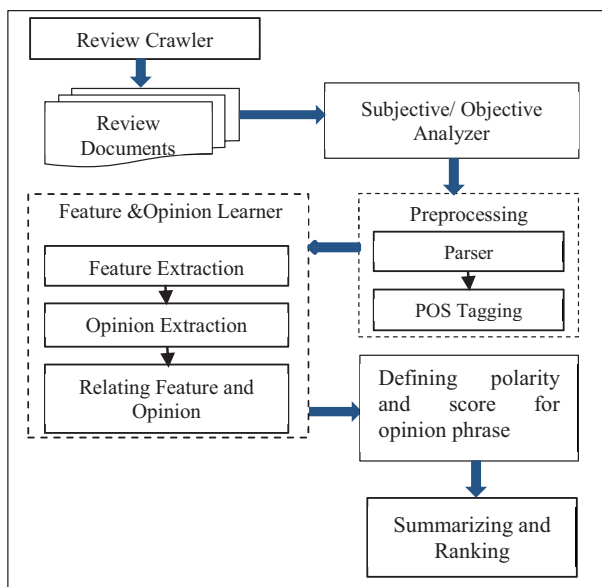 Review Crawler
Review
Documents
Subjective/ Objective
Analyzer
Preprocessing
Parser
POS Tagging
Feature &Opinion Learner
Feature Extraction
Opinion Extraction
Relating Feature and
Opinion
Defining polarity
and score for
opinion phrase
Summarizing and
Ranking